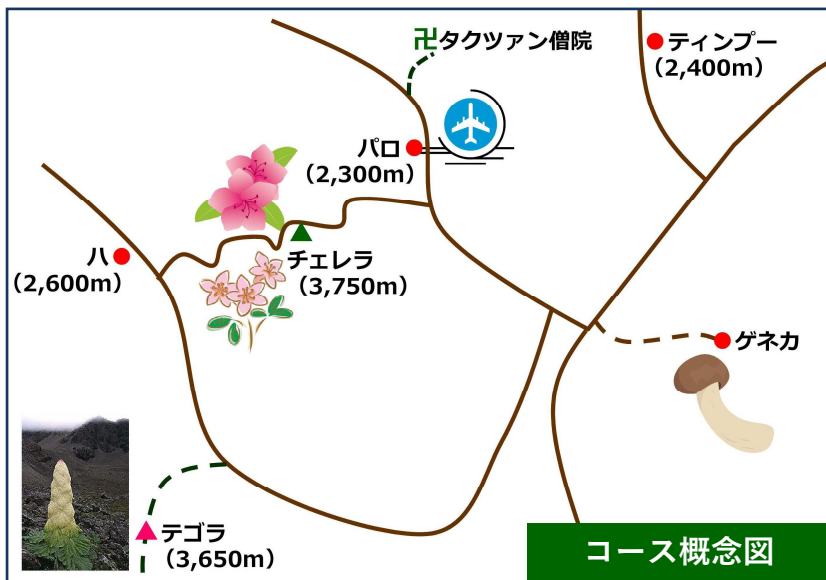 卍タクツァン僧院
ティンプー
（2,400m）
パロ
（2,300m）
ハ
（2,600m）
チェレラ
（3,750m）
ゲネカ
テゴラ
（3,650m）
コース概念図